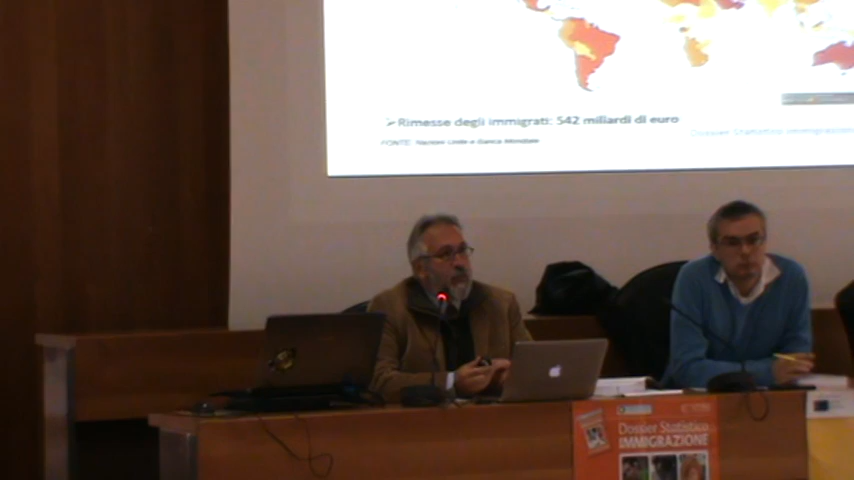 ➢Rimesse degli immigrati: 542 miliardi di euro
FONTE: Nazioni Unite e Banca Mondiale
Dossier Statistico Immigrazione
Dossier Statistico
IMMIGRAZIONE